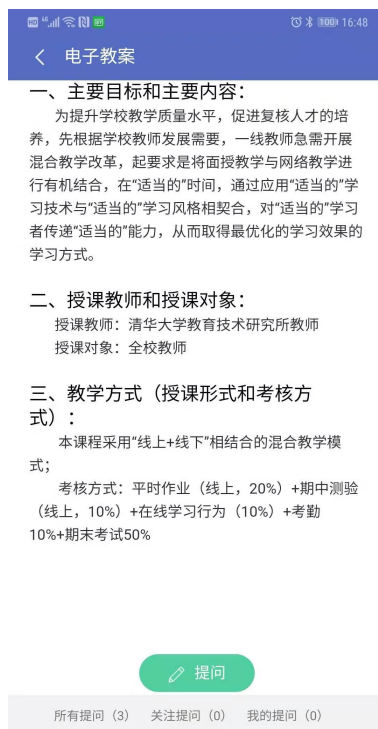 100 16:48
电子教案
一、主要目标和主要内容：
为提升学校教学质量水平，促进复核人才的培
养，先根据学校教师发展需要，一线教师急需开展
混合教学改革，起要求是将面授教学与网络教学进
行有机结合，在“适当的”时间，通过应用“适当的”学
习技术与“适当的”学习风格相契合，对“适当的”学习
者传递“适当的”能力，从而取得最优化的学习效果的
学习方式。
二、授课教师和授课对象：
授课教师：清华大学教育技术研究所教师
授课对象：全校教师
三、教学方式（授课形式和考核方
式）：
本课程采用“线上+线下”相结合的混合教学模
式；
考核方式：平时作业（线上，20%）+期中测验
（线上，10%）+在线学习行为（10%）+考勤
10%+期末考试50%
提问
所有提问（3） 关注提问（0） 我的提问（0）